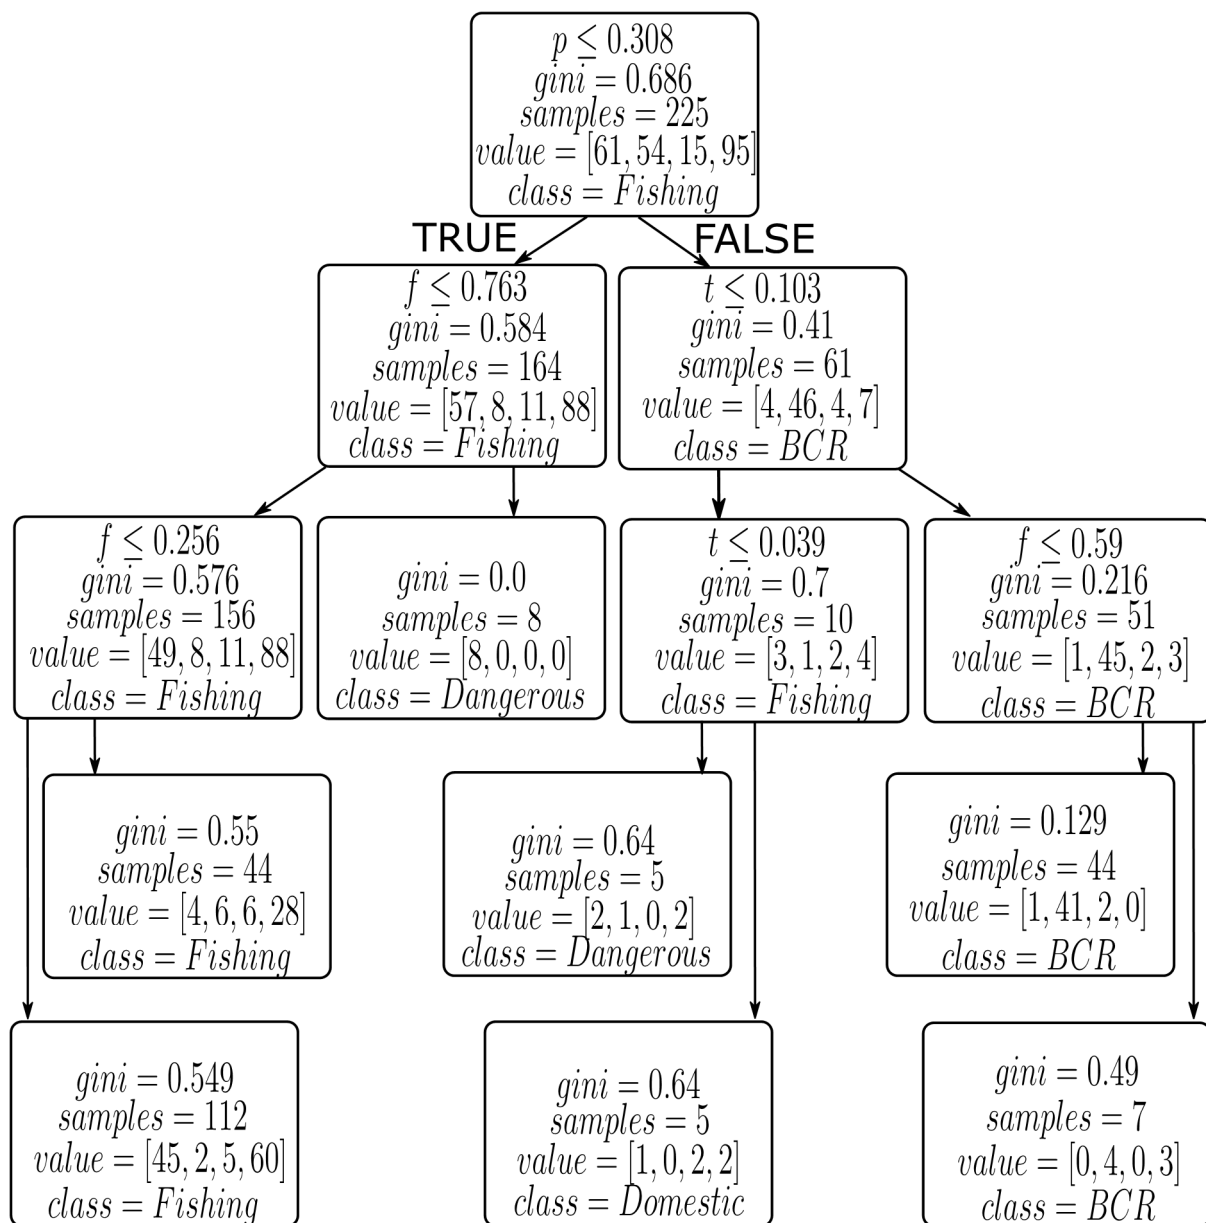 p ≤ 0.308
gini = 0.686
samples = 225
value = [61, 54, 15, 95]
class = Fishing
TRUE
FALSE
f ≤ 0.763
gini = 0.584
samples = 164
value = [57, 8, 11, 88]
class = Fishing
t ≤ 0.103
gini = 0.41
samples = 61
value = [4, 46, 4, 7]
class = BCR
f ≤ 0.256
gini = 0.576
samples = 156
value = [49, 8, 11, 88]
class = Fishing
gini = 0.0
samples = 8
value = [8, 0, 0, 0]
class = Dangerous
t ≤ 0.039
gini = 0.7
samples = 10
value = [3, 1, 2, 4]
class = Fishing
f ≤ 0.59
gini = 0.216
samples = 51
value = [1, 45, 2, 3]
class = BCR
gini = 0.55
samples = 44
value = [4, 6, 6, 28]
class = Fishing
gini = 0.64
samples = 5
value = [2, 1, 0, 2]
class = Dangerous
gini = 0.129
samples = 44
value = [1, 41, 2, 0]
class = BCR
gini = 0.549
samples = 112
value = [45, 2, 5, 60]
class = Fishing
gini = 0.64
samples = 5
value = [1, 0, 2, 2]
class = Domestic
gini = 0.49
samples = 7
value = [0, 4, 0, 3]
class = BCR